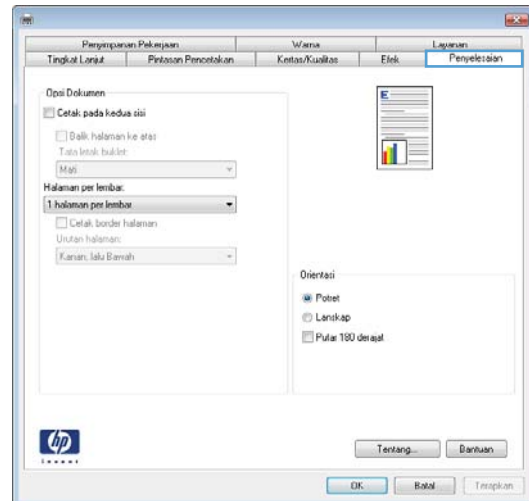 Penyimpanan Pekerjaan Warna Layanan
Tingkat Lanjut Pintasan Pencetakan Kertas/Kualitas Efek Penyelesaian
Opsi Dokumen
Cetak pada kedua sisi
Balik halaman ke atas
Tata letak buklet:
Mati
Halaman per lembar:
1 halaman per lembar
Cetak border halaman
Urutan halaman:
Kanan, lalu Bawah
E
Orientasi
Potret
Lanskap
Putar 180 derajat
hp
invent
Tentang... Bantuan
OK Batal Terapkan